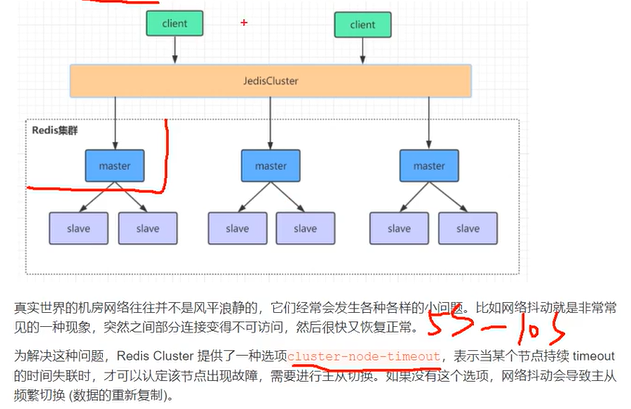 client
+
client
JedisCluster
Redis集群
master
master
master
slave
slave
slave
slave
slave
slave
真实世界的机房网络往往并不是风平浪静的，它们经常会发生各种各样的小问题。比如网络抖动就是非常常
见的一种现象，突然之间部分连接变得不可访问，然后很快又恢复正常。
5S—10s
为解决这种问题，Redis Cluster 提供了一种选项cluster-node-timeout，表示当某个节点持续 timeout
的时间失联时，才可以认定该节点出现故障，需要进行主从切换。如果没有这个选项，网络抖动会导致主从
频繁切换 (数据的重新复制)。